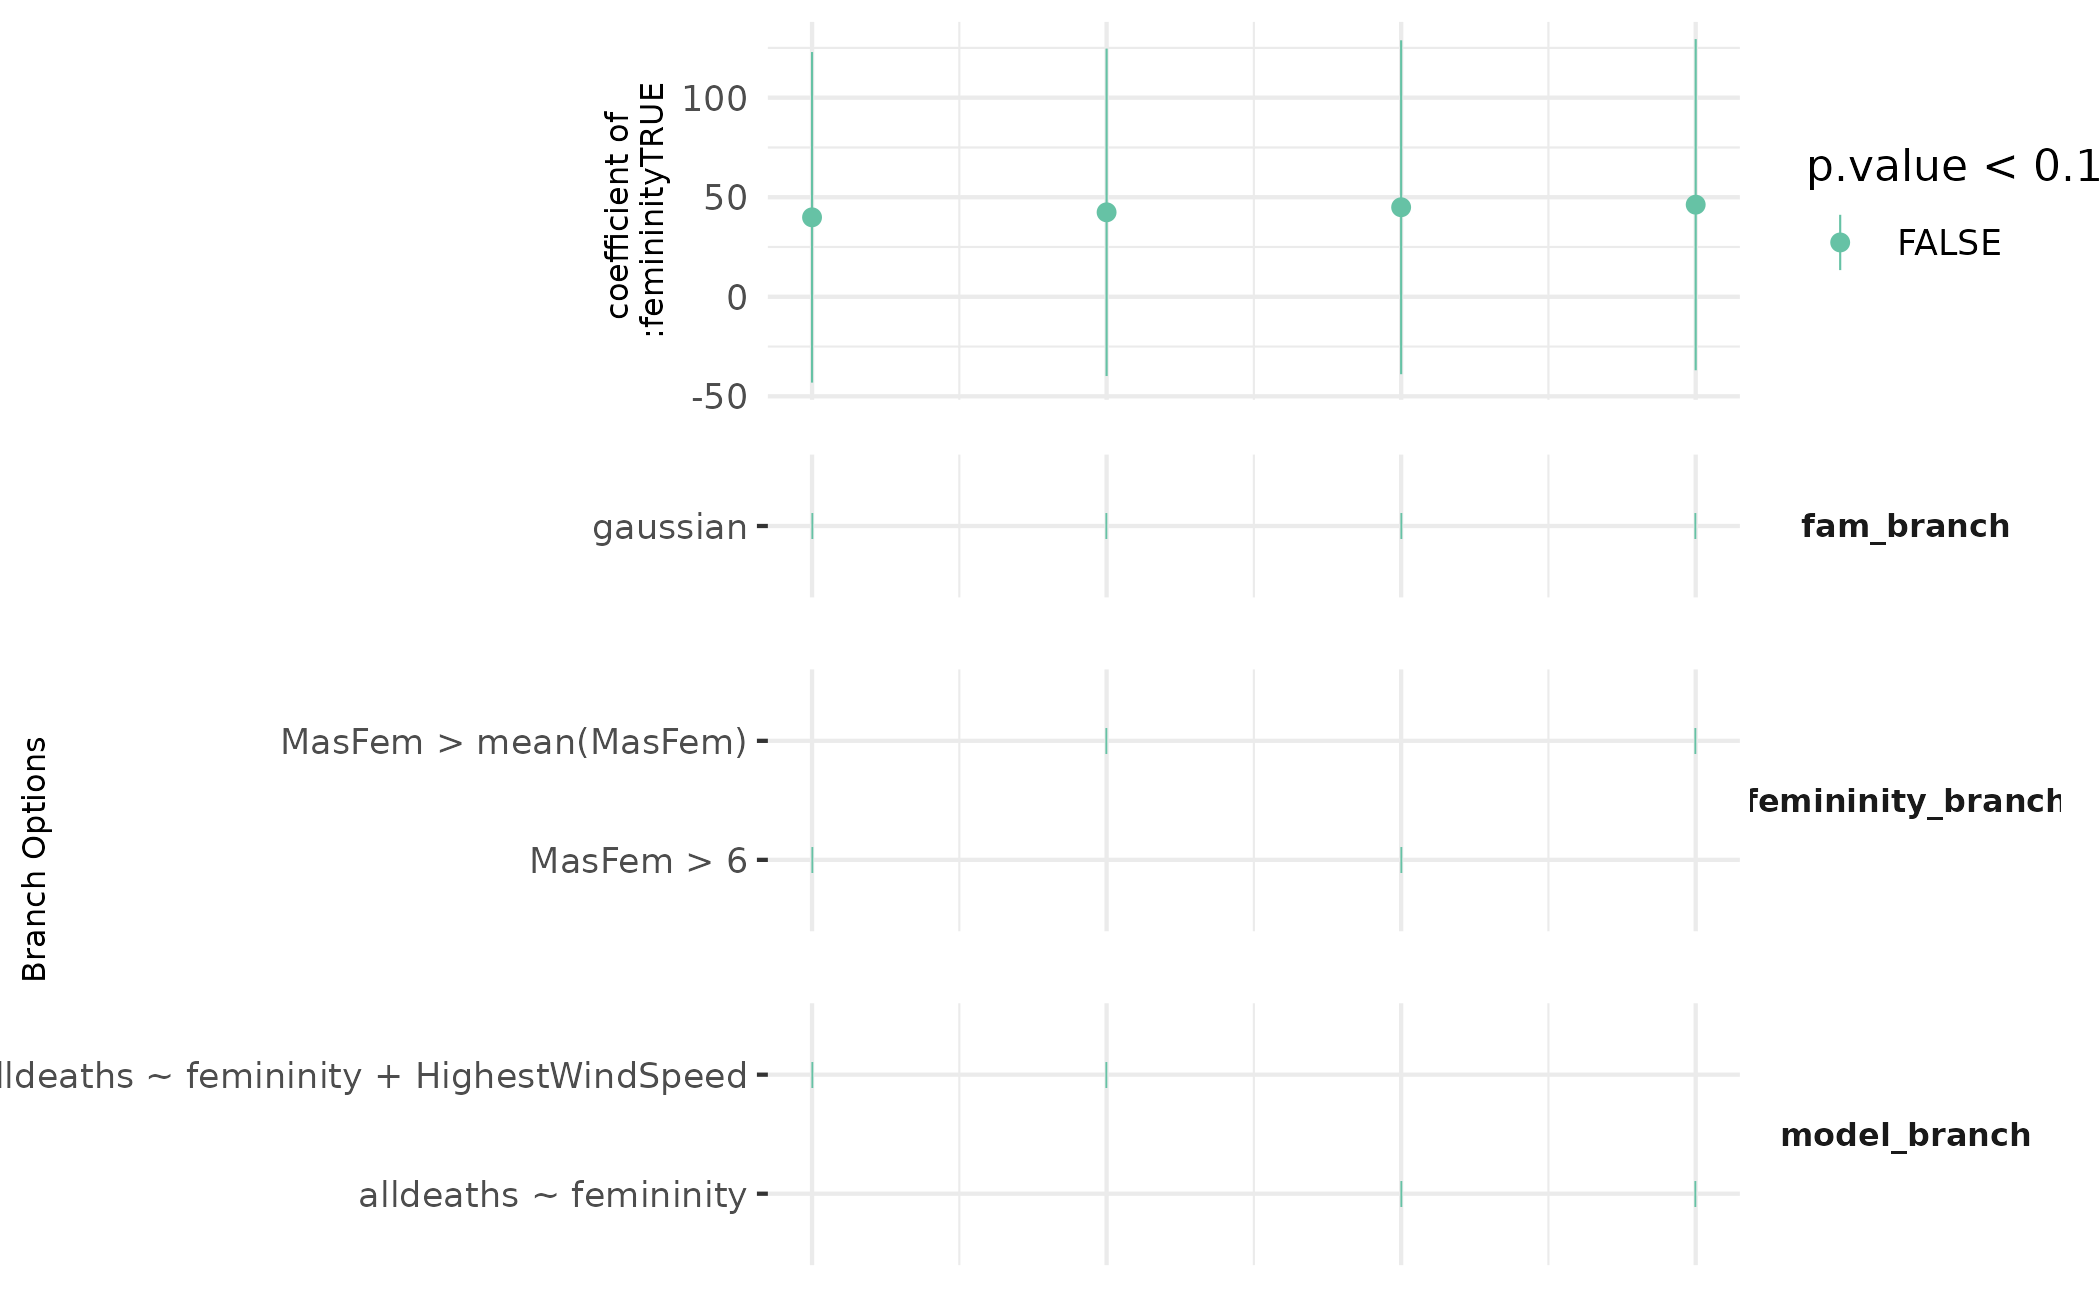 coefficient of
:femininityTRUE
100
50
0
-50
p.value < 0.1
FALSE
gaussian
fam_branch
Branch Options
MasFem > mean(MasFem)
MasFem > 6
femininity_branch
lldeaths ~ femininity + HighestWindSpeed
alldeaths ~ femininity
model_branch